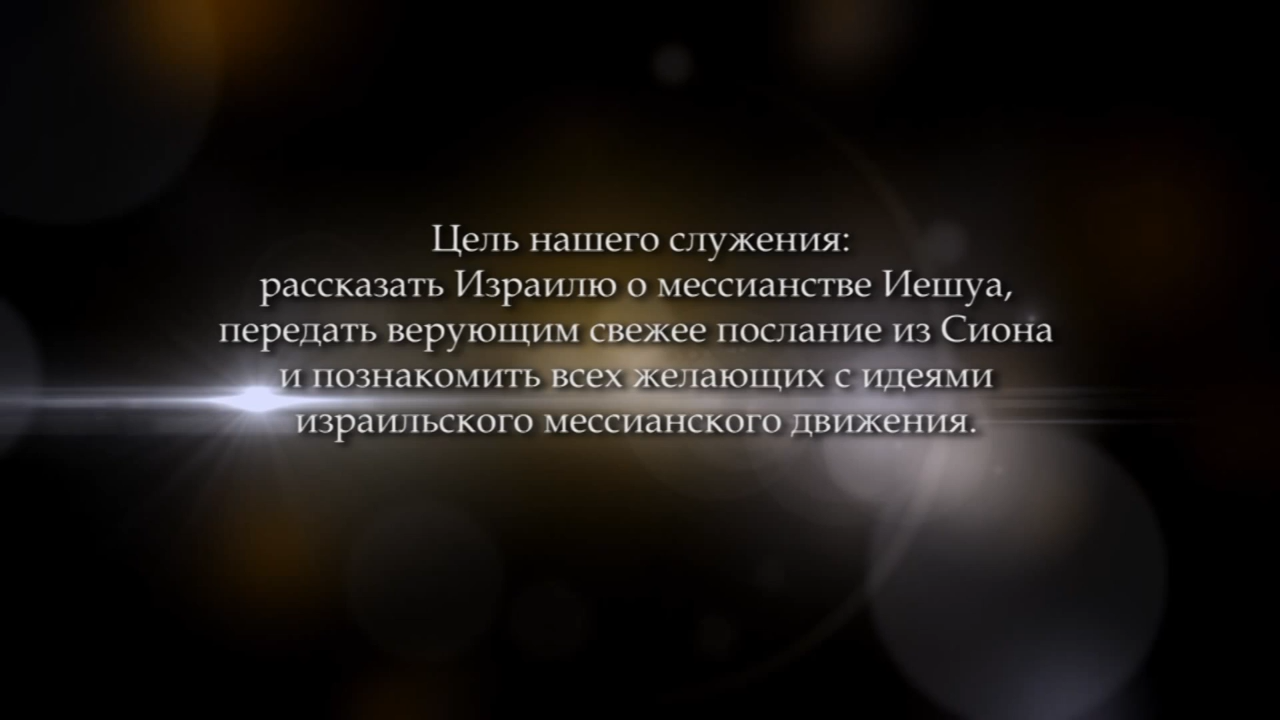 Цель нашего служения:
рассказать Израилю о мессианстве Иешуа,
передать верующим свежее послание из Сиона
и познакомить всех желающих с идеями
израильского мессианского движения.